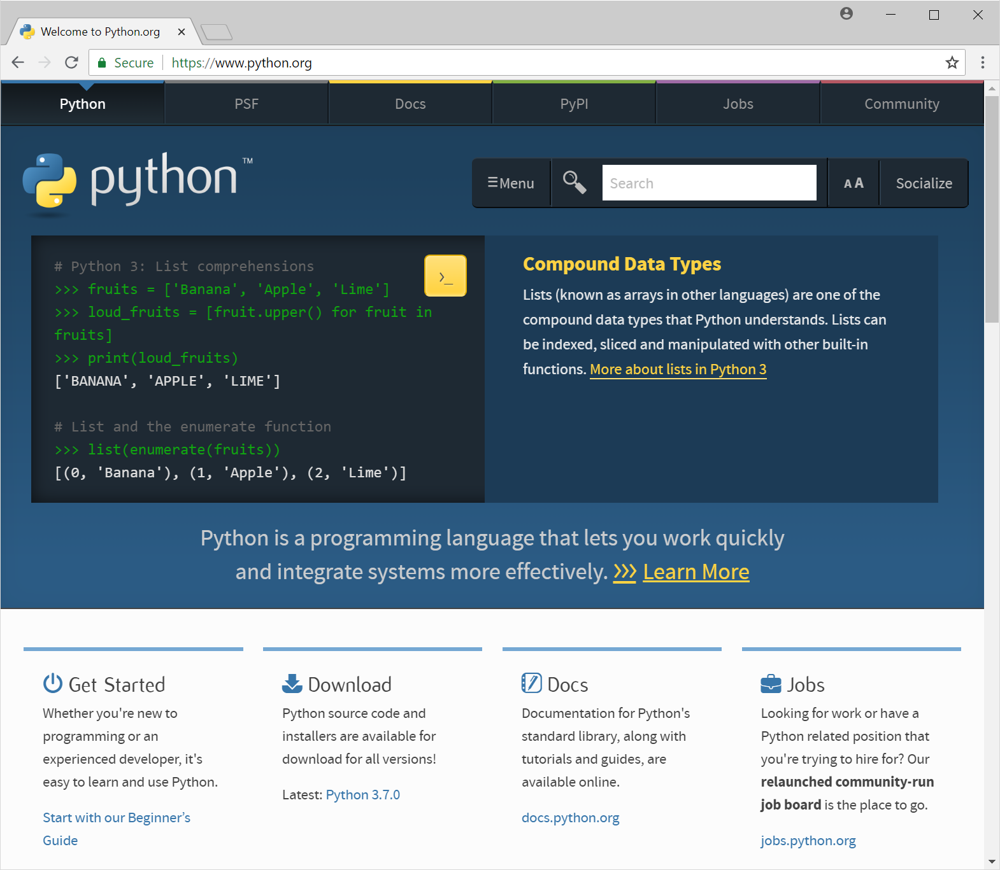 Welcome to Python.org
Secure https://www.python.org
Python PSF Docs PyPI Jobs Community
python™
☰Menu Search A A Socialize
# Python 3: List comprehensions
>>> fruits = ['Banana', 'Apple', 'Lime']
>>> loud_fruits = [fruit.upper() for fruit in
fruits]
>>> print(loud_fruits)
['BANANA', 'APPLE', 'LIME']
# List and the enumerate function
>>> list(enumerate(fruits))
[(0, 'Banana'), (1, 'Apple'), (2, 'Lime')]
>_
Compound Data Types
Lists (known as arrays in other languages) are one of the
compound data types that Python understands. Lists can
be indexed, sliced and manipulated with other built-in
functions. More about lists in Python 3
Python is a programming language that lets you work quickly
and integrate systems more effectively. >>> Learn More
Get Started
Whether you're new to
programming or an
experienced developer, it's
easy to learn and use Python.
Start with our Beginner’s
Guide
Download
Python source code and
installers are available for
download for all versions!
Latest: Python 3.7.0
Docs
Documentation for Python's
standard library, along with
tutorials and guides, are
available online.
docs.python.org
Jobs
Looking for work or have a
Python related position that
you're trying to hire for? Our
relaunched community-run
job board is the place to go.
jobs.python.org